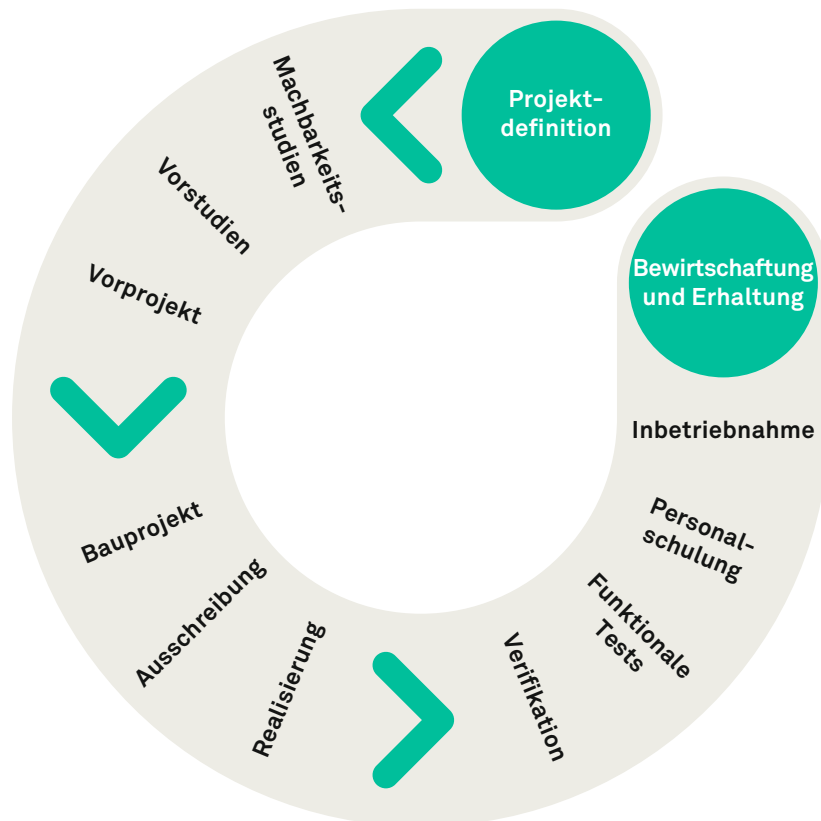 Projekt-
definition
Machbarkeits-
studien
Vorstudien
Vorprojekt
Bauprojekt
Ausschreibung
Realisierung
Verifikation
Funktionale
Tests
Personal-
schulung
Inbetriebnahme
Bewirtschaftung
und Erhaltung